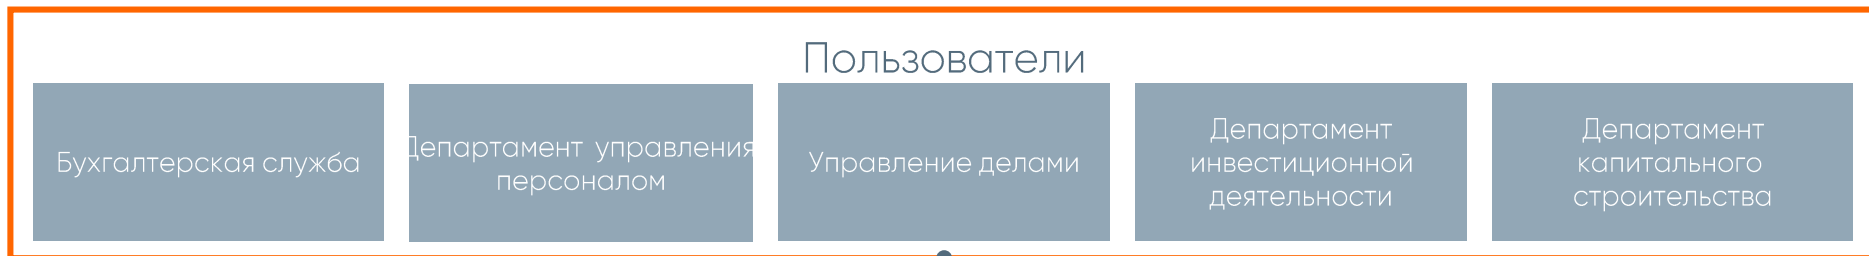 Пользователи
Бухгалтерская служба
Департамент управления
персоналом
Управление делами
Департамент
инвестиционной
деятельности
Департамент
капитального
строительства